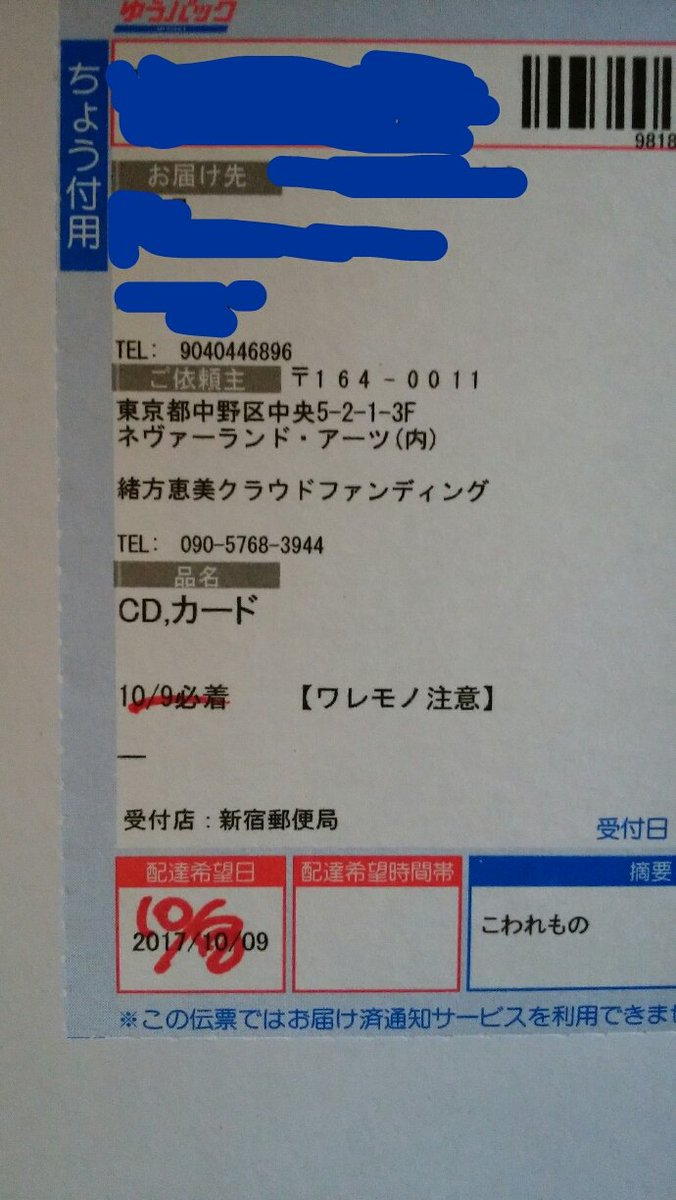 ゆうパック
ちょう付用
9818
お届け先
TEL: 9040446896
ご依頼主 〒164-0011
東京都中野区中央5-2-1-3F
ネヴァーランド・アーツ(内)
緒方恵美クラウドファンディング
TEL: 090-5768-3944
品名
CD,カード
10/9必着 【ワレモノ注意】
受付店:新宿郵便局
受付日
配達希望日 配達希望時間帯 摘要
10/8
2017/10/09
こわれもの
※この伝票ではお届け済通知サービスを利用できませ